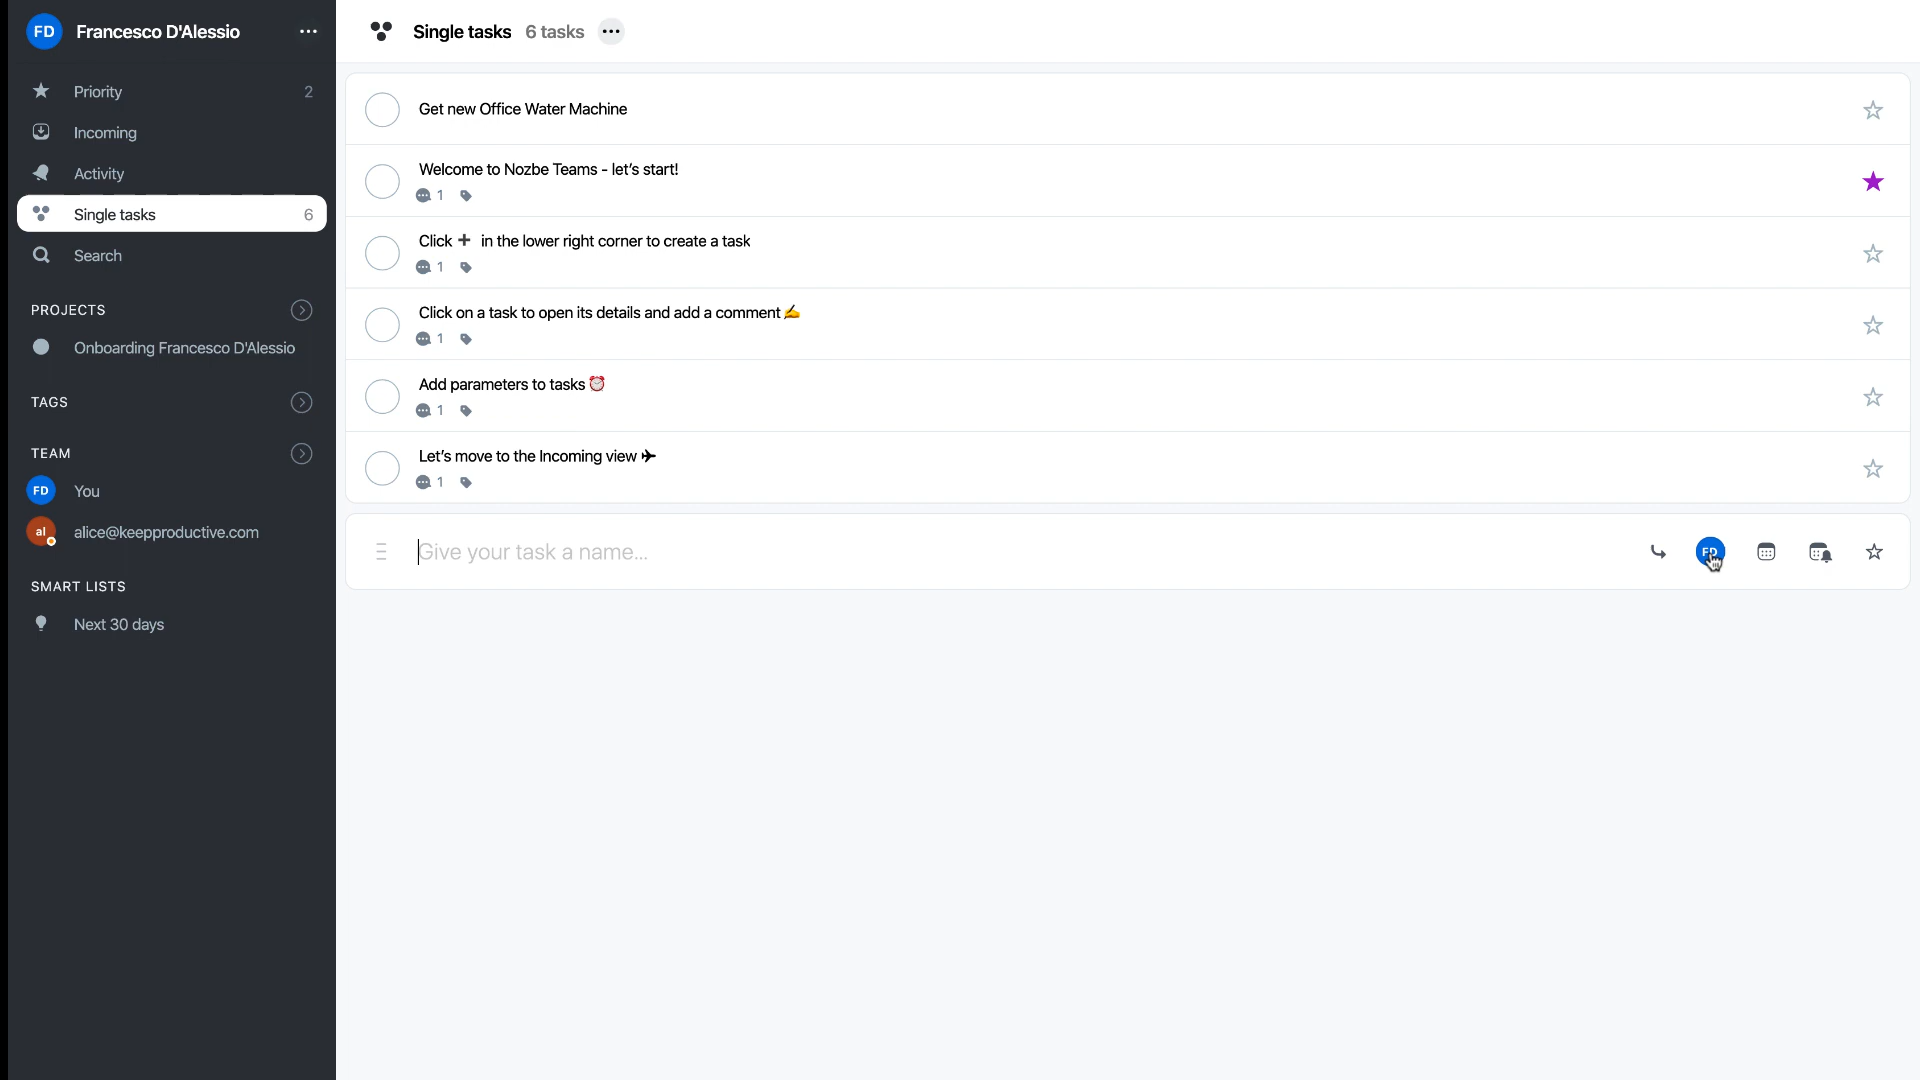 FD Francesco D'Alessio
Priority 2
Incoming
Activity
Single tasks 6
Search
PROJECTS
Onboarding Francesco D'Alessio
TAGS
TEAM
FD You
al alice@keepproductive.com
SMART LISTS
Next 30 days
Single tasks 6 tasks
Get new Office Water Machine
Welcome to Nozbe Teams - let's start!
1
Click + in the lower right corner to create a task
1
Click on a task to open its details and add a comment ✍️
1
Add parameters to tasks ⏰
1
Let's move to the Incoming view ✈
1
Give your task a name...
FD